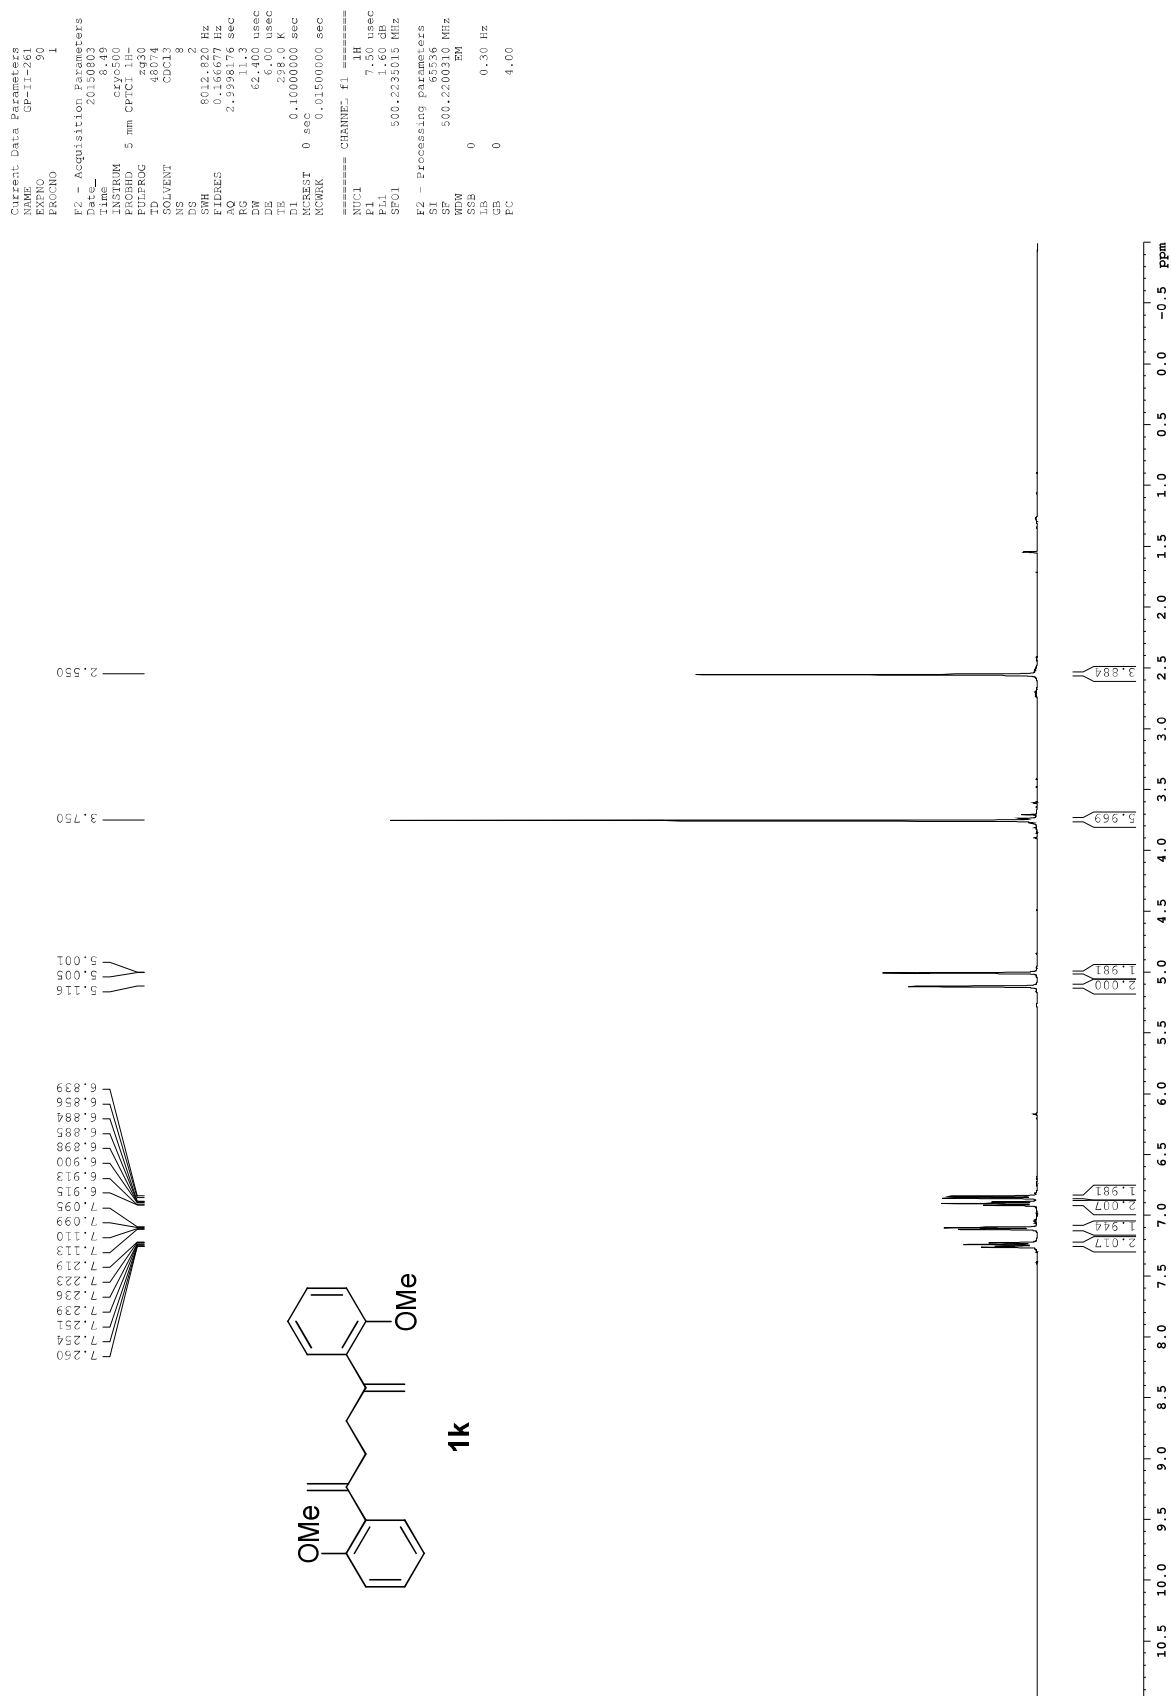 Current Data Parameters
NAME GP-II-261
EXPNO 90
PROCNO 1
F2 - Acquisition Parameters
Date_ 20150803
Time 8.49
INSTRUM cryo500
PROBHD 5 mm CPTCI 1H-
PULPROG zg30
TD 48074
SOLVENT CDCl3
NS 8
DS 2
SWH 8012.820 Hz
FIDRES 0.166677 Hz
AQ 2.9998176 sec
RG 11.3
DW 62.400 usec
DE 6.00 usec
TE 298.0 K
D1 0.10000000 sec
MCREST 0 sec
MCWRK 0.01500000 sec
======== CHANNEL f1 ========
NUC1 1H
P1 7.50 usec
PL1 1.60 dB
SFO1 500.2235015 MHz
F2 - Processing parameters
SI 65536
SF 500.2200310 MHz
WDW EM
SSB 0
LB 0.30 Hz
GB 0
PC 4.00
7.260
7.254
7.251
7.239
7.236
7.223
7.219
7.113
7.110
7.099
7.095
6.915
6.913
6.900
6.898
6.885
6.884
6.856
6.839
5.116
5.005
5.001
3.750
2.550
OMe
OMe
1k
2.017
1.944
2.007
1.981
2.000
1.981
5.969
3.884
10.5 10.0 9.5 9.0 8.5 8.0 7.5 7.0 6.5 6.0 5.5 5.0 4.5 4.0 3.5 3.0 2.5 2.0 1.5 1.0 0.5 0.0 -0.5 ppm